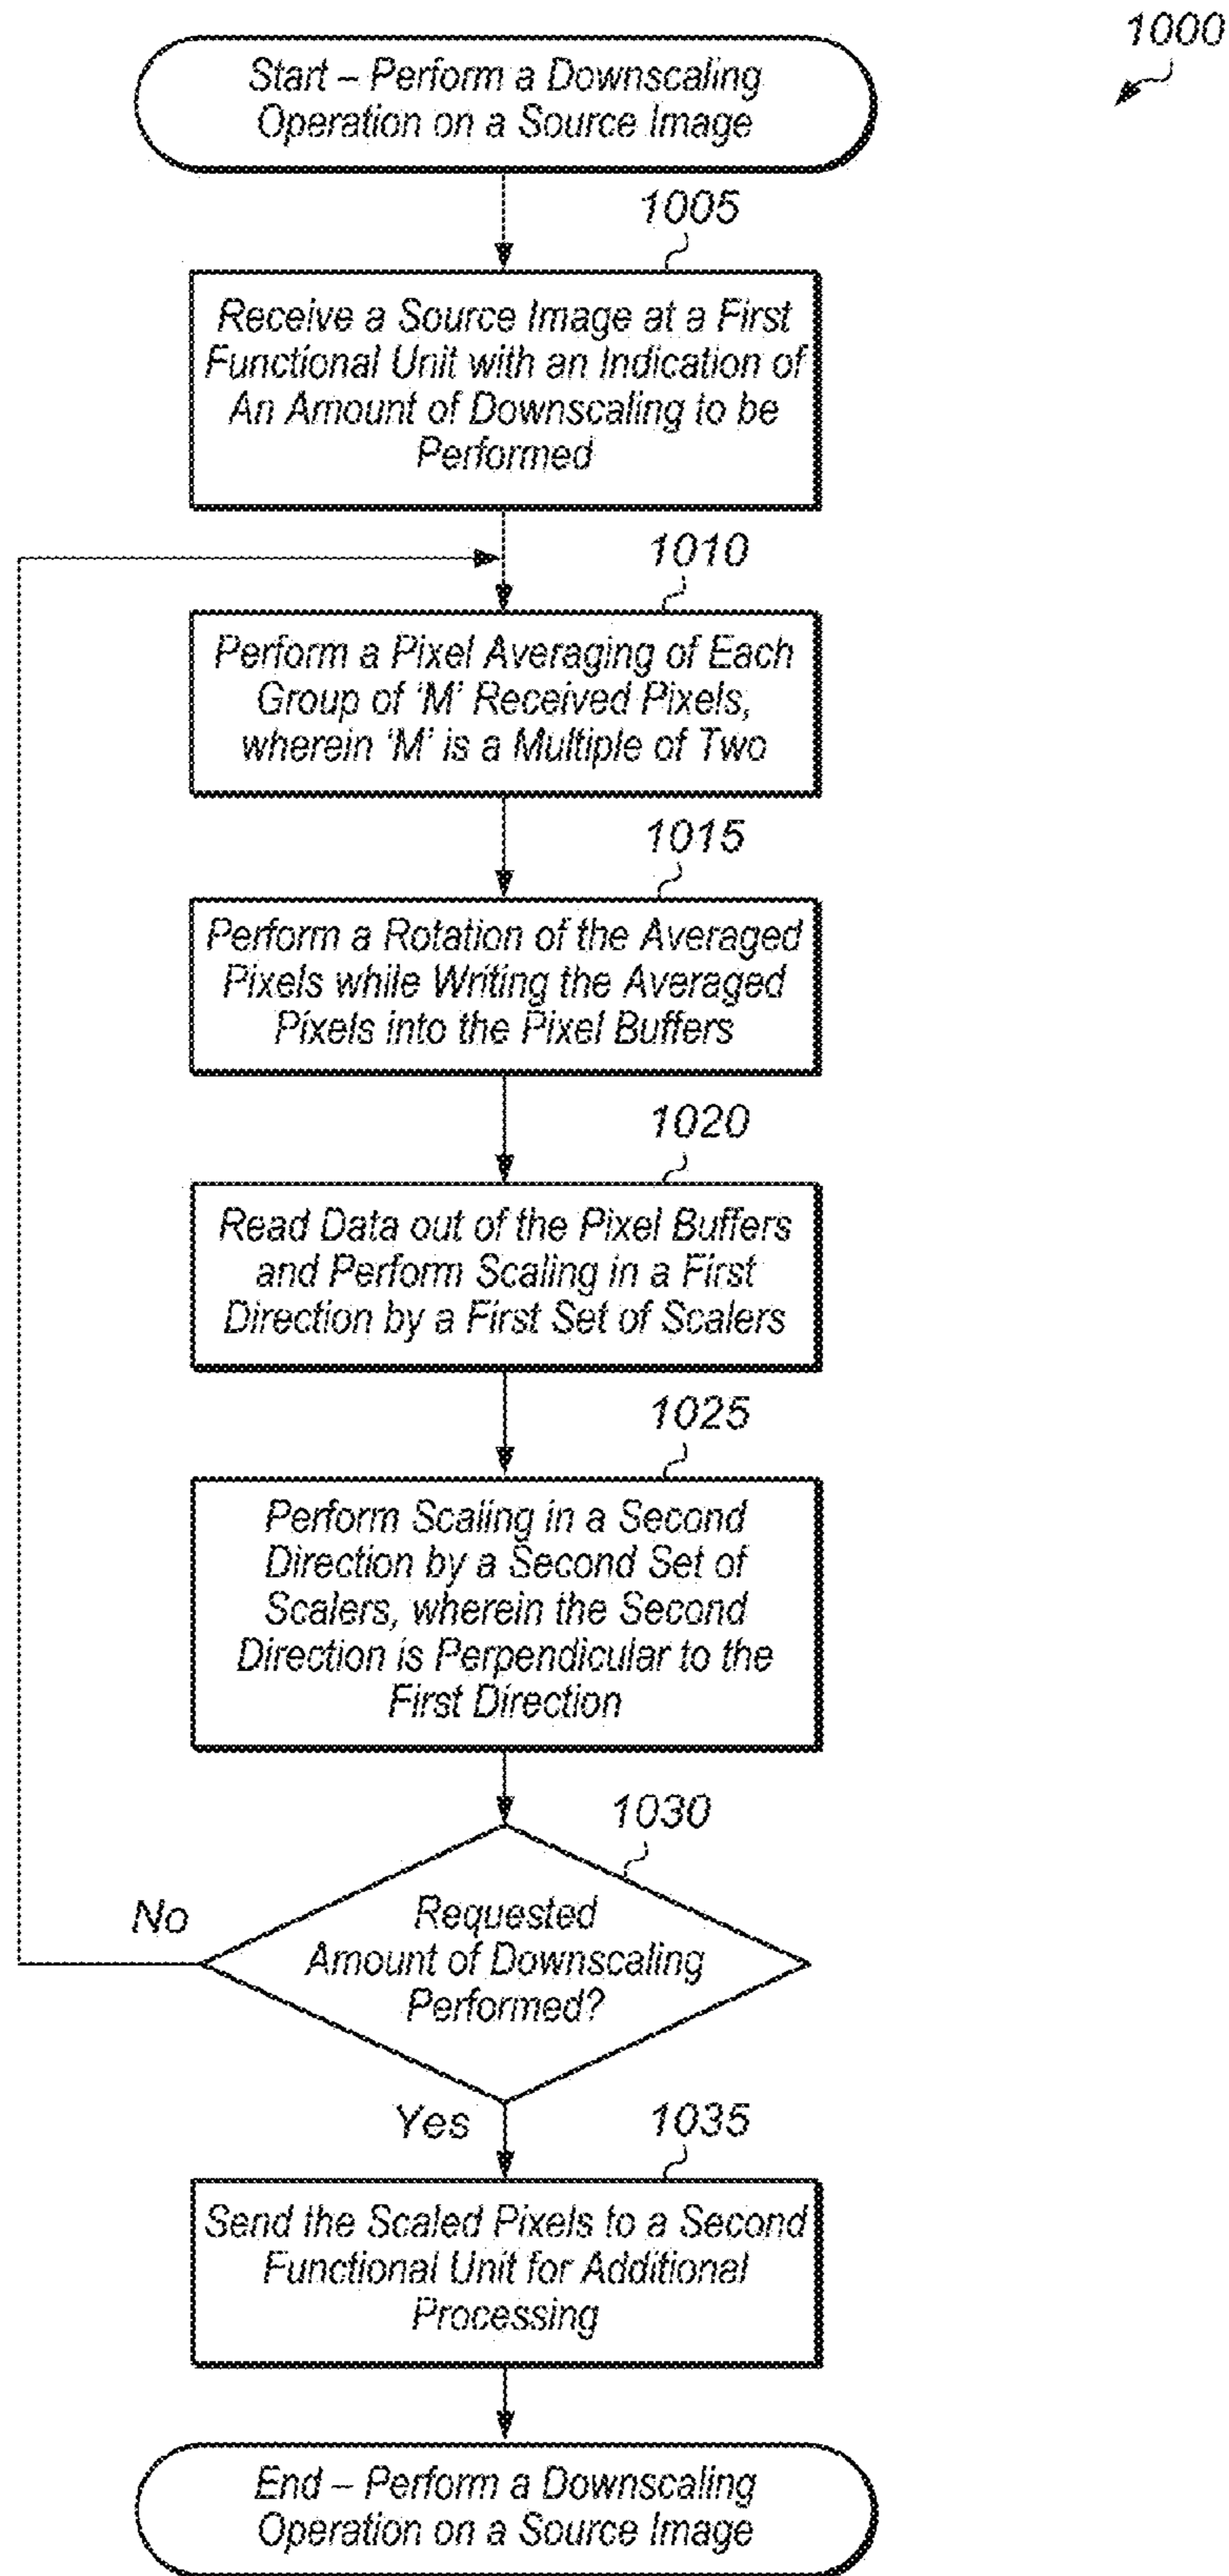 1000
Start – Perform a Downscaling
Operation on a Source Image
1005
Receive a Source Image at a First
Functional Unit with an Indication of
An Amount of Downscaling to be
Performed
1010
Perform a Pixel Averaging of Each
Group of ‘M’ Received Pixels,
wherein ‘M’ is a Multiple of Two
1015
Perform a Rotation of the Averaged
Pixels while Writing the Averaged
Pixels into the Pixel Buffers
1020
Read Data out of the Pixel Buffers
and Perform Scaling in a First
Direction by a First Set of Scalers
1025
Perform Scaling in a Second
Direction by a Second Set of
Scalers, wherein the Second
Direction is Perpendicular to the
First Direction
1030
No
Requested
Amount of Downscaling
Performed?
Yes
1035
Send the Scaled Pixels to a Second
Functional Unit for Additional
Processing
End – Perform a Downscaling
Operation on a Source Image